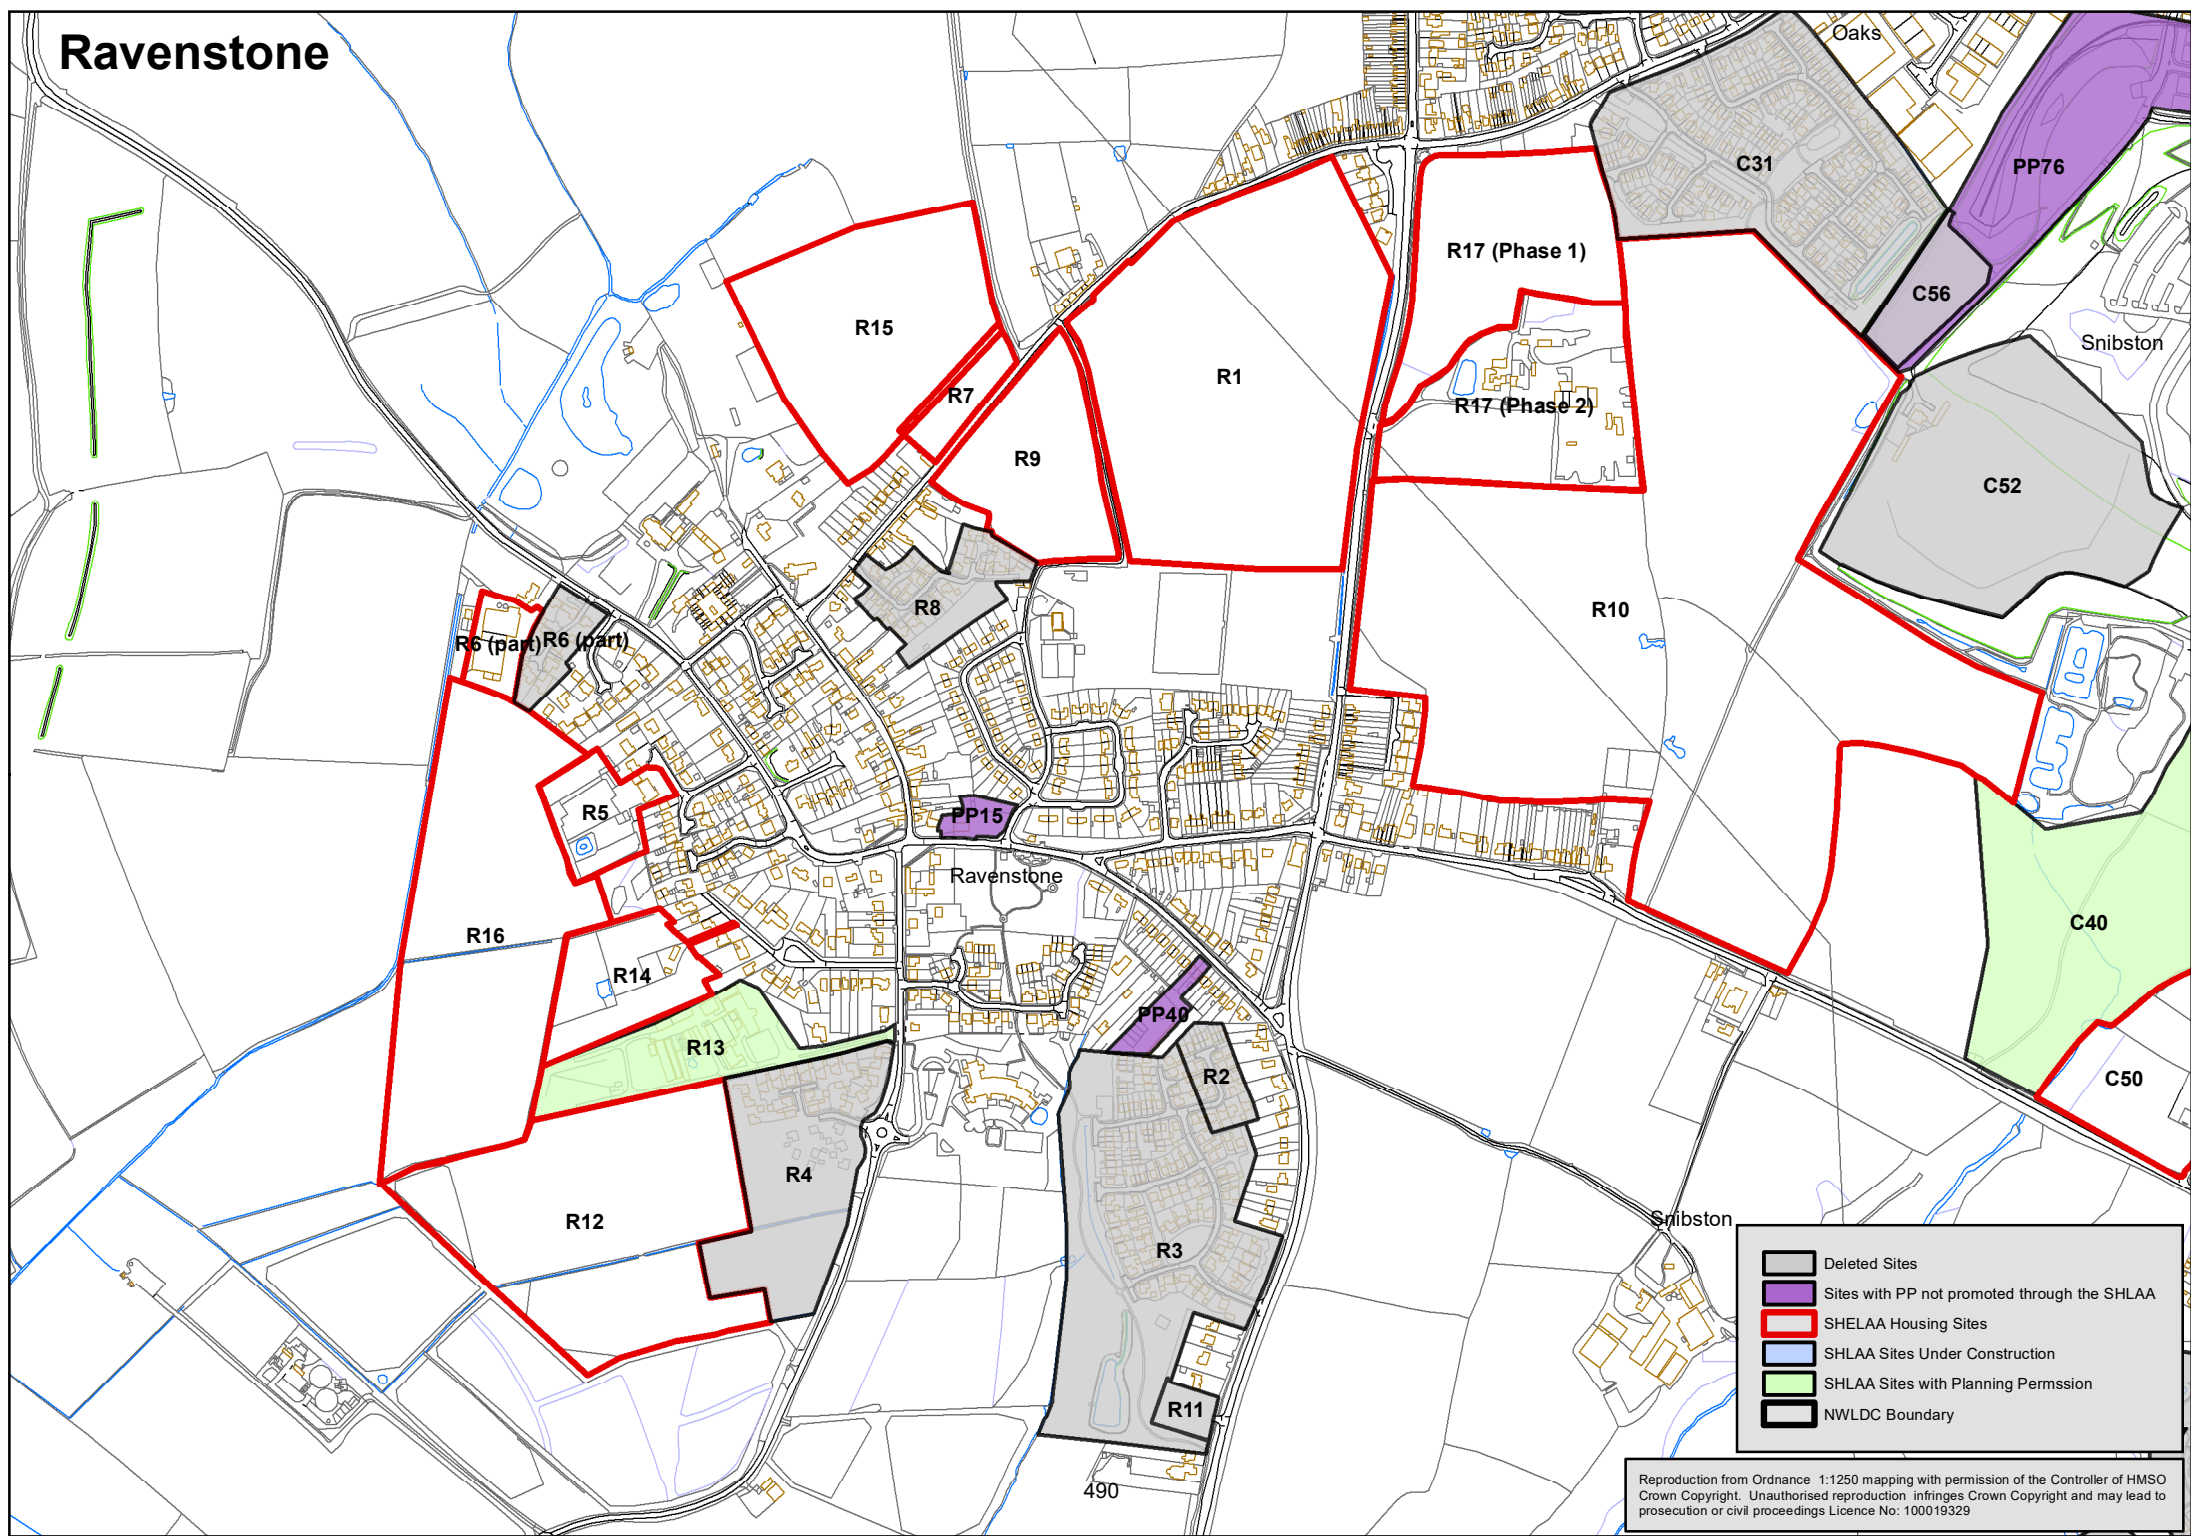 Ravenstone
Oaks
C31
PP76
R17 (Phase 1)
C56
R15
Snibston
R1
R7
R17 (Phase 2)
R9
C52
R8
R10
R6 (part)
R6 (part)
R5
PP15
Ravenstone
R16
C40
R14
PP40
R13
R2
C50
R4
R12
Snibston
R3
R11
490
Deleted Sites
Sites with PP not promoted through the SHLAA
SHELAA Housing Sites
SHLAA Sites Under Construction
SHLAA Sites with Planning Permssion
NWLDC Boundary
Reproduction from Ordnance 1:1250 mapping with permission of the Controller of HMSO
Crown Copyright. Unauthorised reproduction infringes Crown Copyright and may lead to
prosecution or civil proceedings Licence No: 100019329